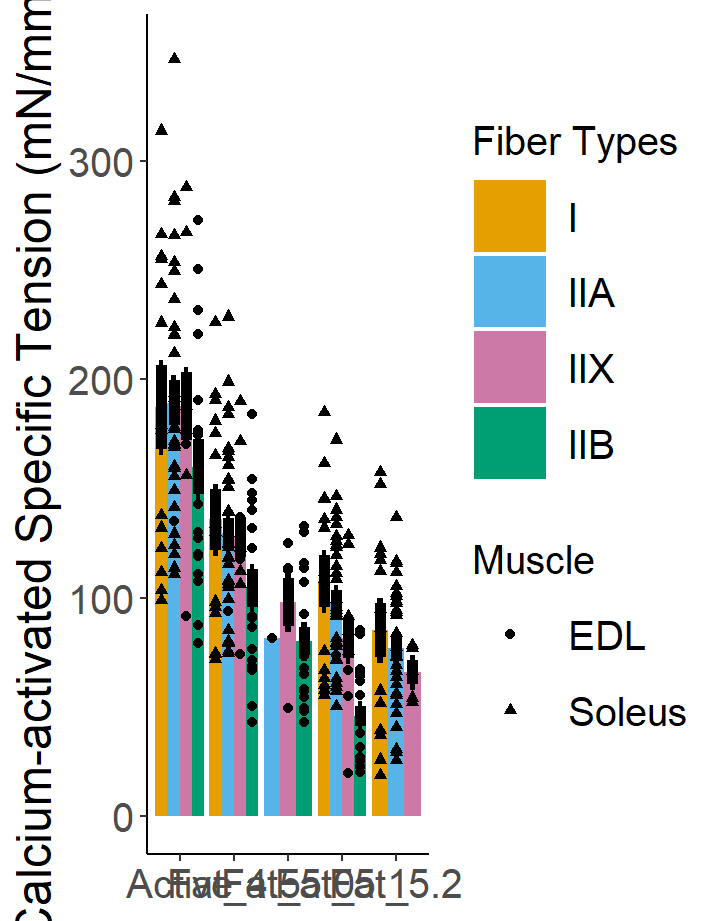 Calcium-activated Specific Tension (mN/mm
300
200
100
0
Fiber Types
I
IIA
IIX
IIB
Muscle
EDL
Soleus